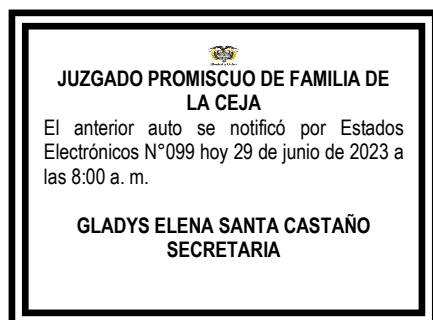 JUZGADO PROMISCUO DE FAMILIA DE
LA CEJA
El anterior auto se notificó por Estados
Electrónicos N°099 hoy 29 de junio de 2023 a
las 8:00 a. m.
GLADYS ELENA SANTA CASTAÑO
SECRETARIA